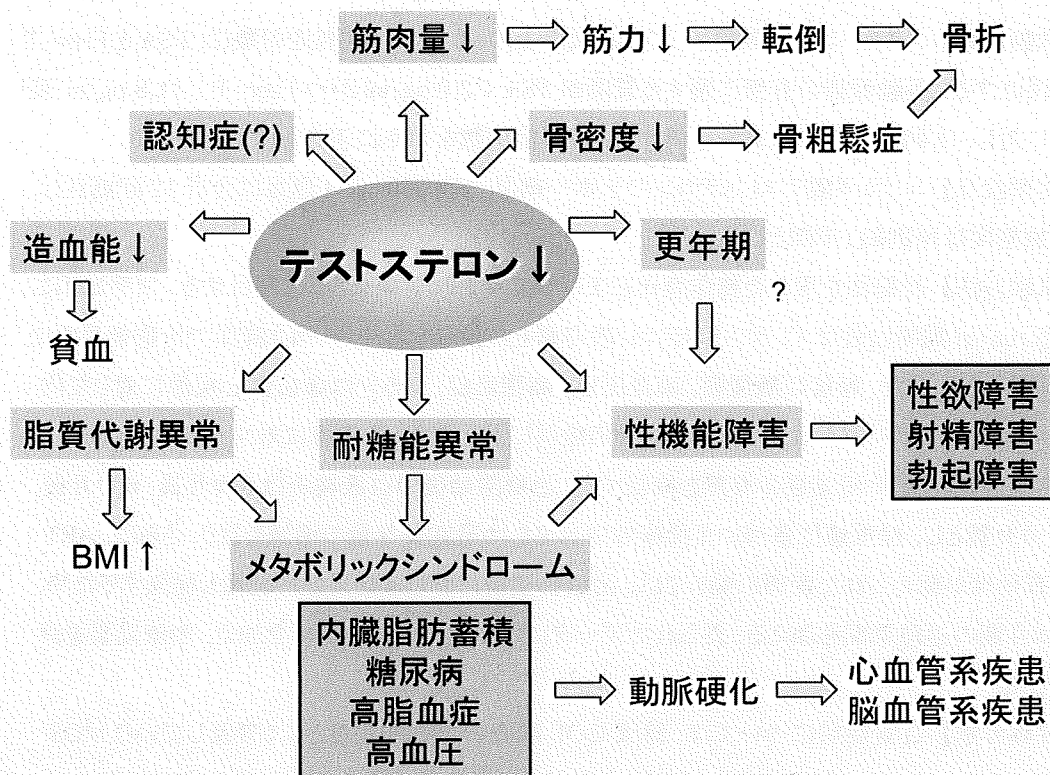 筋肉量↓ ⇨ 筋力↓ ⇨ 転倒 ⇨ 骨折
認知症(?)
骨密度↓ ⇨ 骨粗鬆症
造血能↓
テストステロン↓
更年期
?
貧血
脂質代謝異常
耐糖能異常
性機能障害
性欲障害
射精障害
勃起障害
BMI↑
メタボリックシンドローム
内臓脂肪蓄積
糖尿病
高脂血症
高血圧
動脈硬化
心血管系疾患
脳血管系疾患